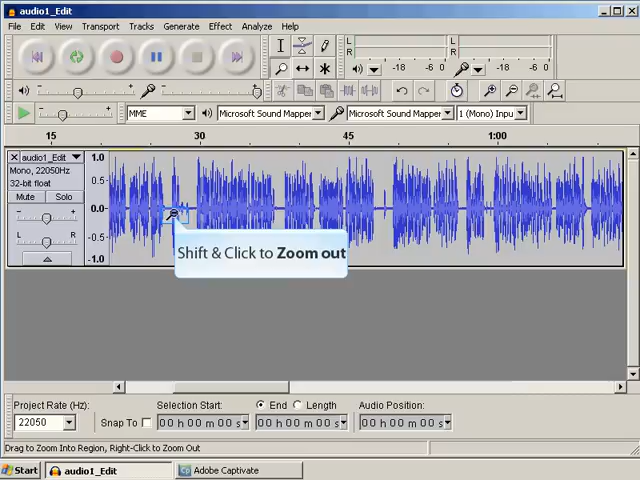 audio1_Edit
File Edit View Transport Tracks Generate Effect Analyze Help
L
R
-18 -6 0
L
R
-18 -6 0
MME
Microsoft Sound Mapper
Microsoft Sound Mapper
1 (Mono) Inpu
15 30 45 1:00
audio1_Edit
Mono, 22050Hz
32-bit float
Mute Solo
- +
L R
1.0
0.5
0.0
-0.5
-1.0
Shift & Click to Zoom out
Project Rate (Hz):
22050
Snap To
Selection Start:
00 h 00 m 00 s
End Length
00 h 00 m 00 s
Audio Position:
00 h 00 m 00 s
Drag to Zoom Into Region, Right-Click to Zoom Out
Start audio1_Edit Cp Adobe Captivate